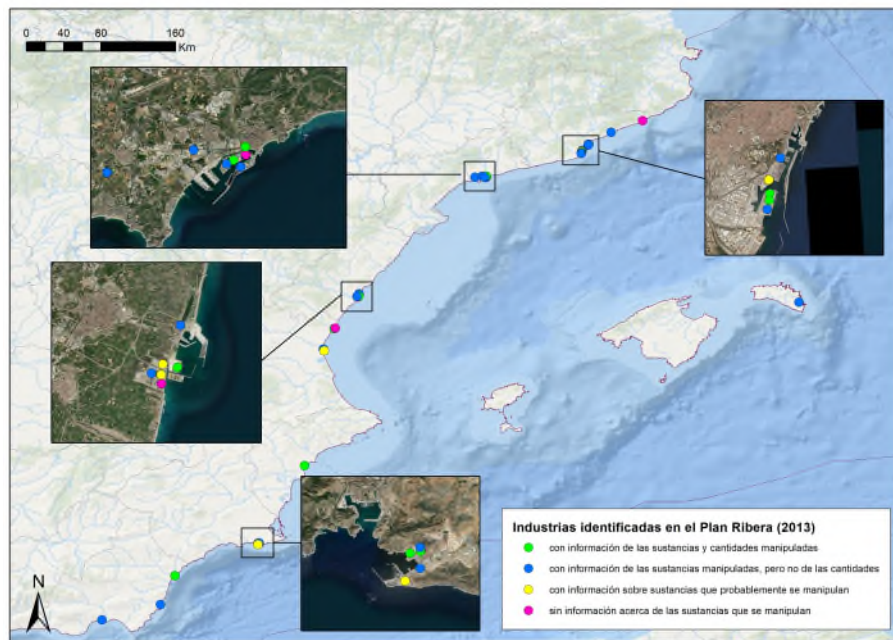 0 40 80 160
Km
Industrias identificadas en el Plan Ribera (2013)
con información de las sustancias y cantidades manipuladas
con información de las sustancias manipuladas, pero no de las cantidades
con información sobre sustancias que probablemente se manipulan
sin información acerca de las sustancias que se manipulan
N